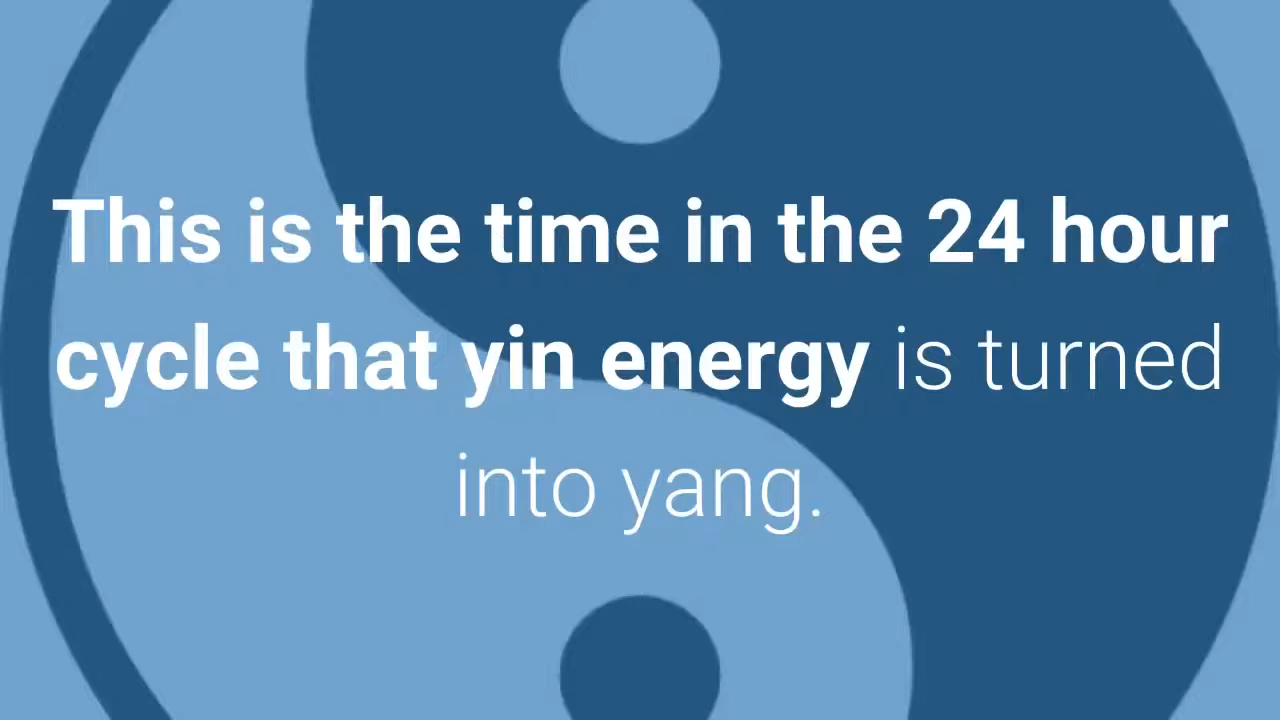 This is the time in the 24 hour
cycle that yin energy is turned
into yang.